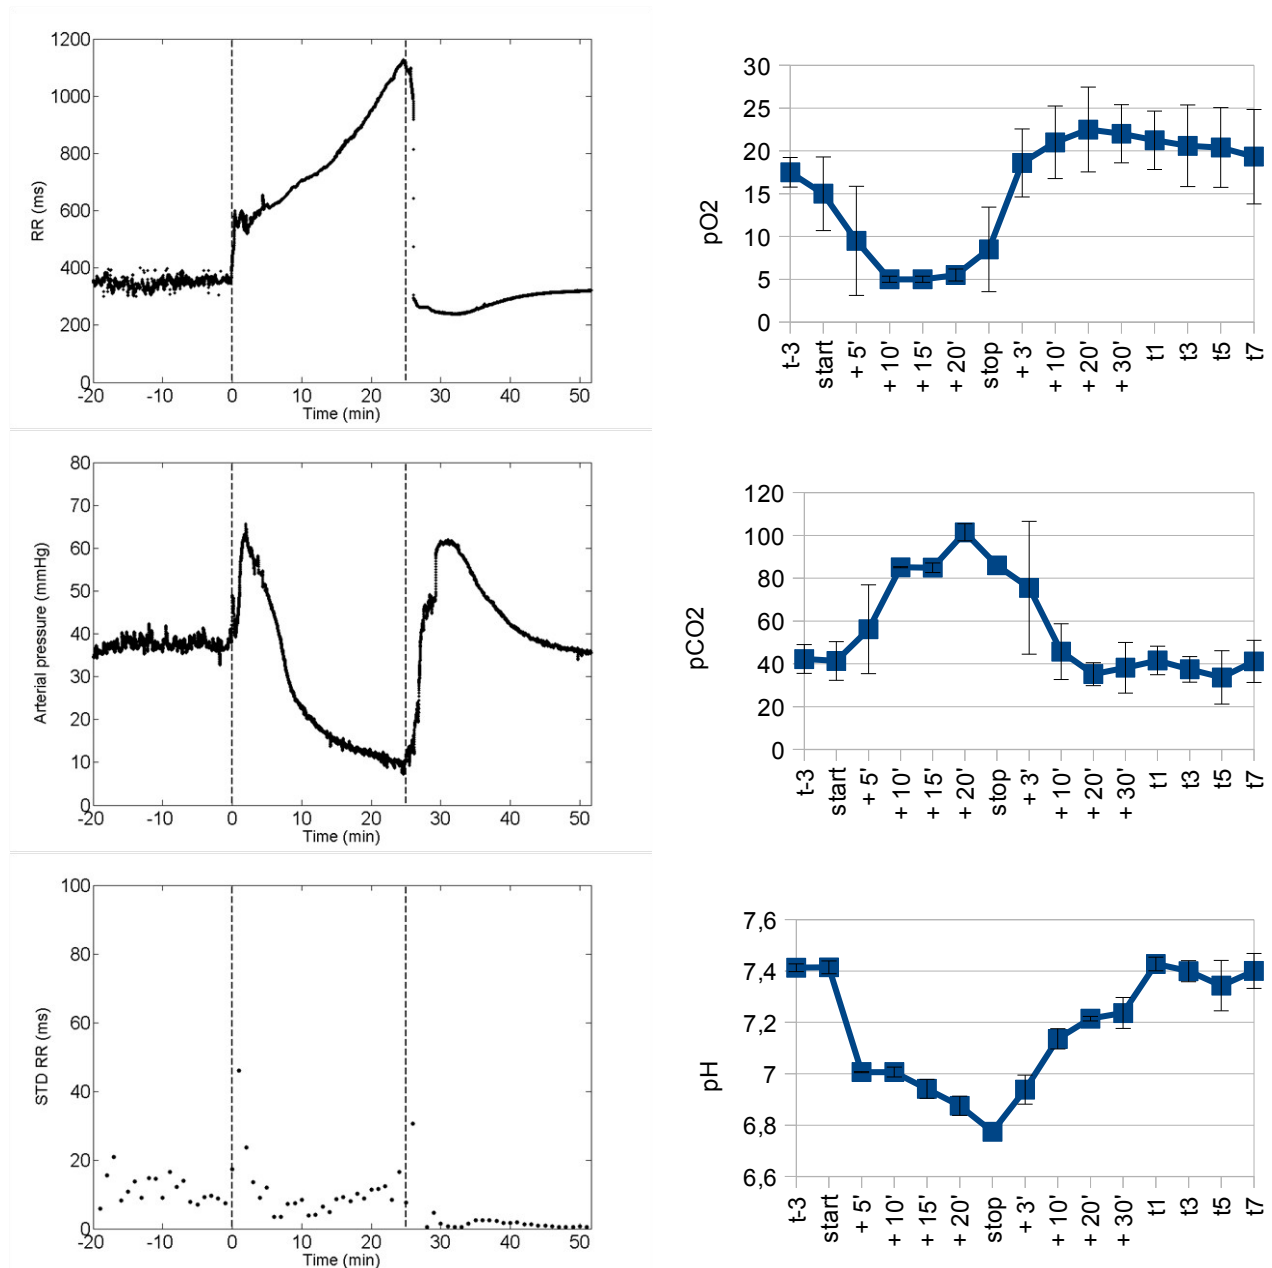 RR (ms)
1200
1000
800
600
400
200
0
-20 -10 0 10 20 30 40 50
Time (min)
Arterial pressure (mmHg)
80
70
60
50
40
30
20
10
0
-20 -10 0 10 20 30 40 50
Time (min)
STD RR (ms)
100
80
60
40
20
0
-20 -10 0 10 20 30 40 50
Time (min)
pO2
30
25
20
15
10
5
0
t-3 start + 5' + 10' + 15' + 20' stop + 3' + 10' + 20' + 30' t1 t3 t5 t7
pCO2
120
100
80
60
40
20
0
t-3 start + 5' + 10' + 15' + 20' stop + 3' + 10' + 20' + 30' t1 t3 t5 t7
pH
7,6
7,4
7,2
7
6,8
6,6
t-3 start + 5' + 10' + 15' + 20' stop + 3' + 10' + 20' + 30' t1 t3 t5 t7